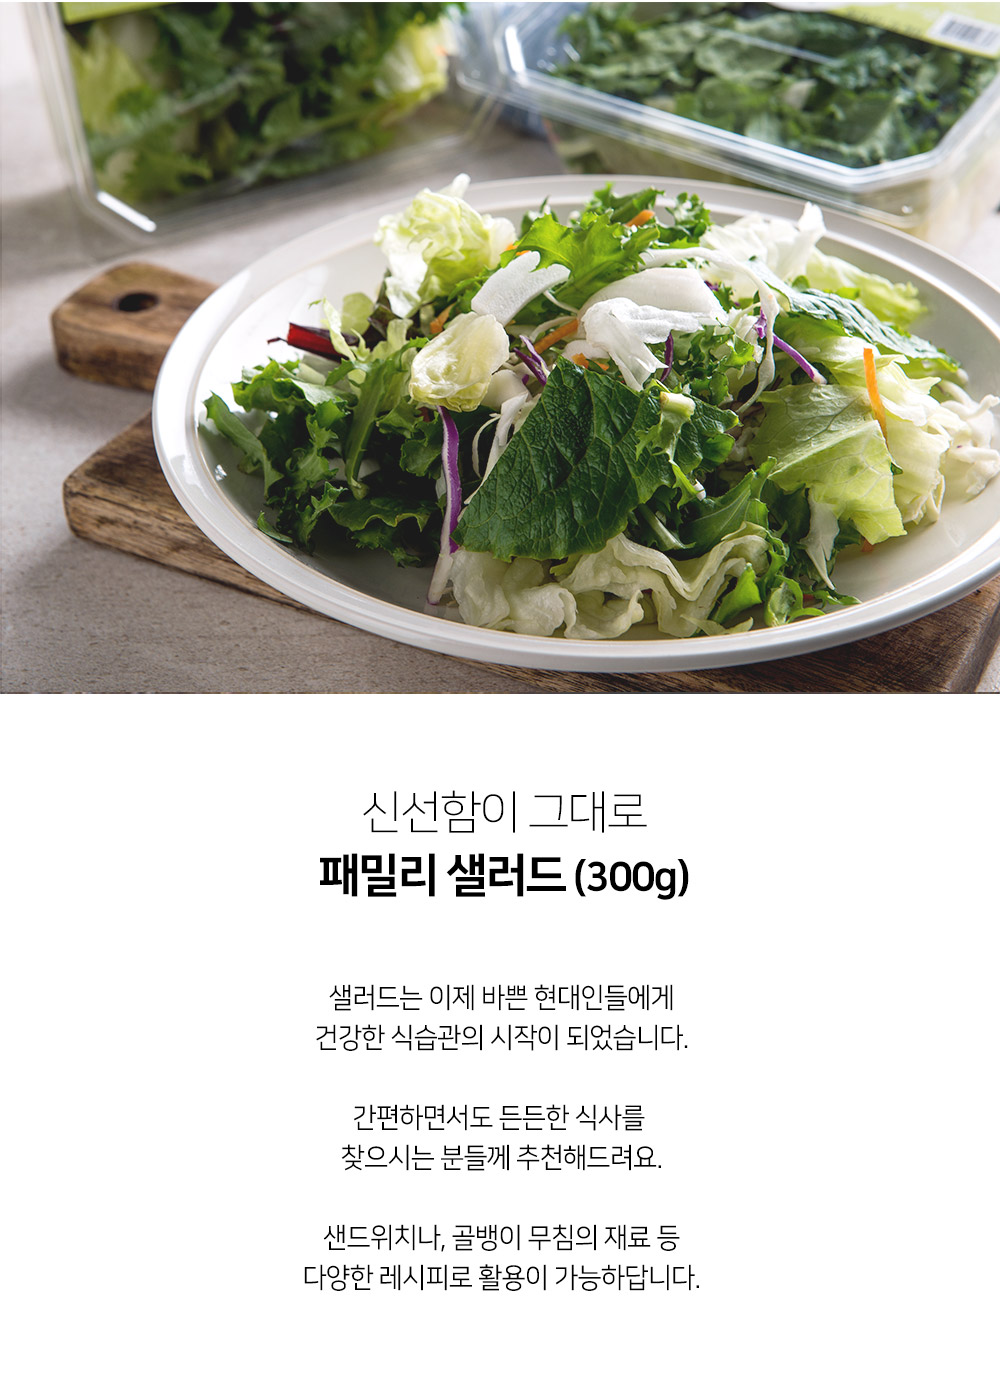 신선함이 그대로
패밀리 샐러드 (300g)
샐러드는 이제 바쁜 현대인들에게
건강한 식습관의 시작이 되었습니다.
간편하면서도 든든한 식사를
찾으시는 분들께 추천해드려요.
샌드위치나, 골뱅이 무침의 재료 등
다양한 레시피로 활용이 가능하답니다.